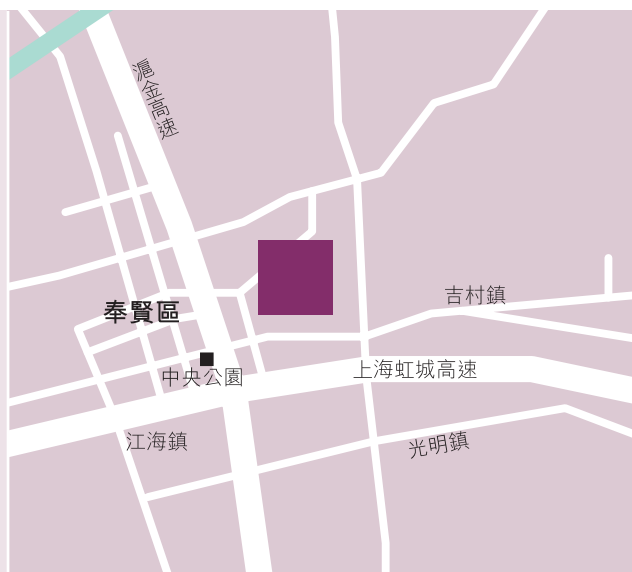 滬金高速
吉村鎮
奉賢區
上海虹城高速
中央公園
江海鎮
光明鎮